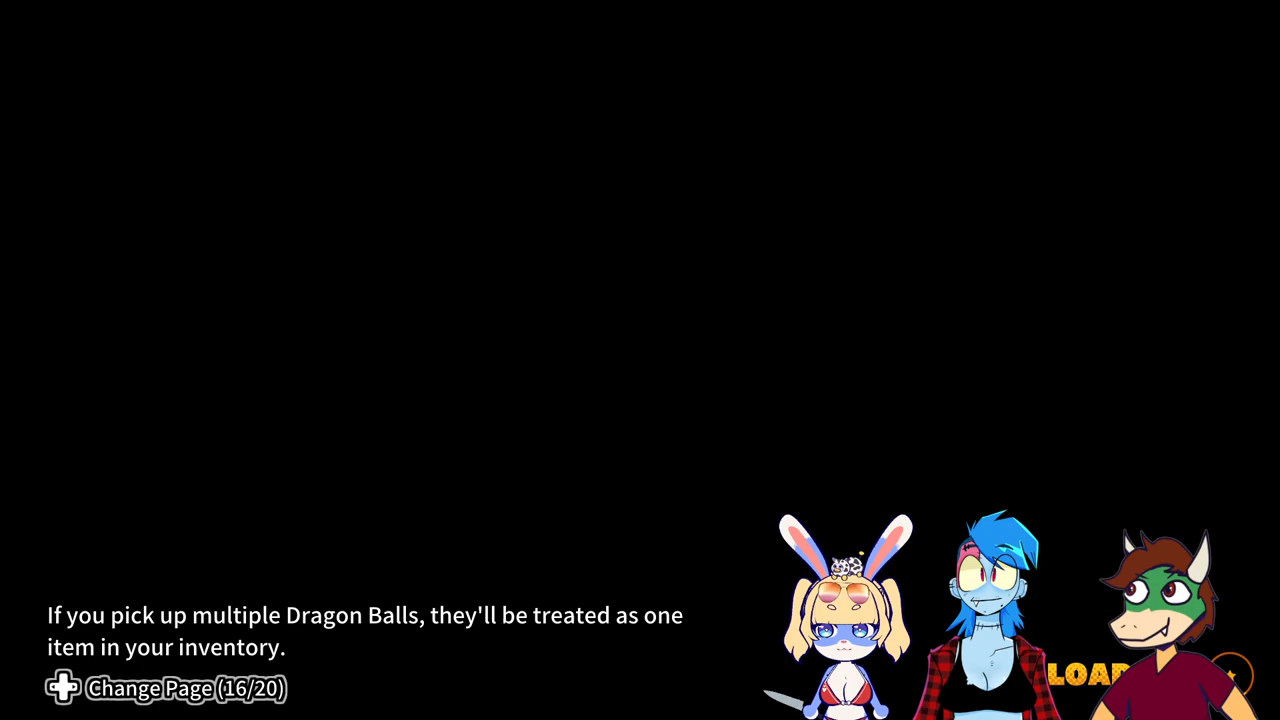 If you pick up multiple Dragon Balls, they'll be treated as one
item in your inventory.
Change Page (16/20)
LOAD